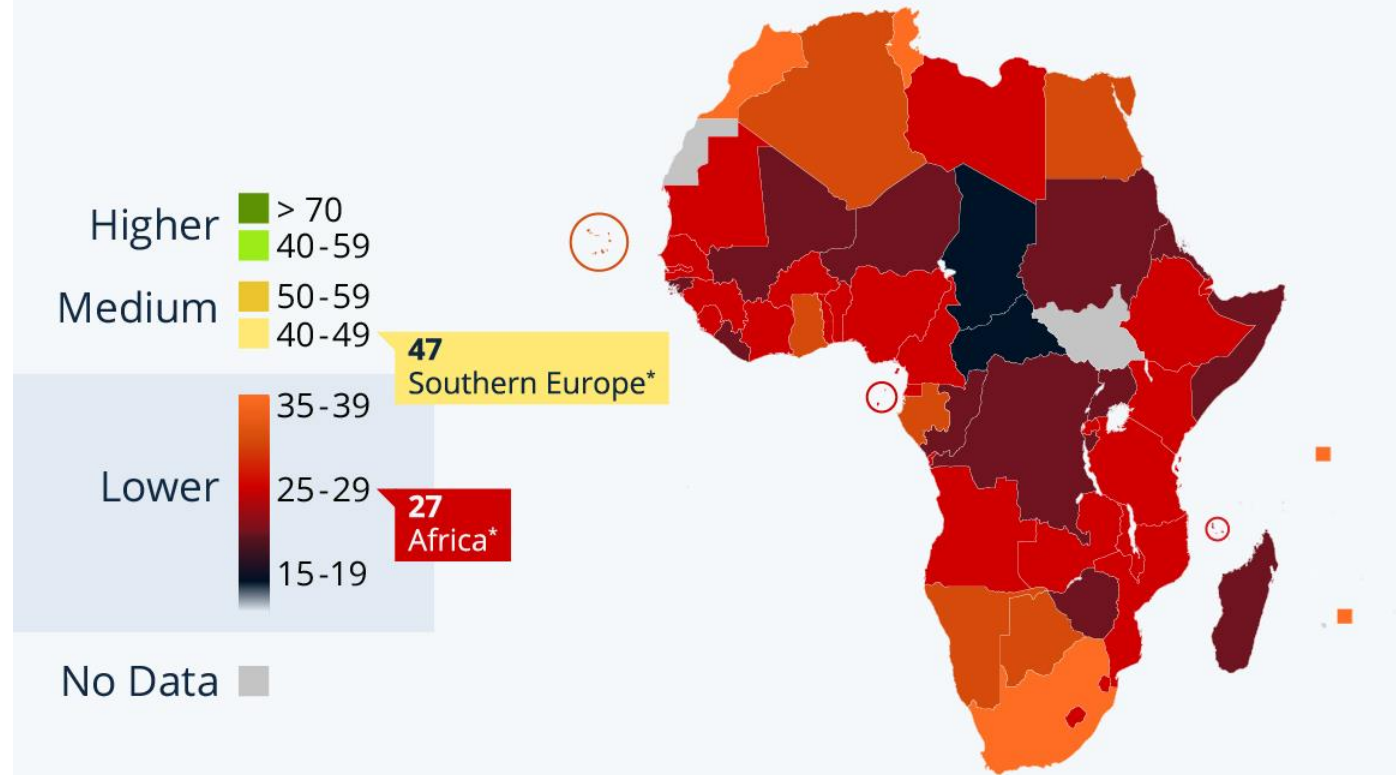 Higher
> 70
40-59
Medium
50-59
40-49
47
Southern Europe*
Lower
35-39
25-29
15-19
27
Africa*
No Data